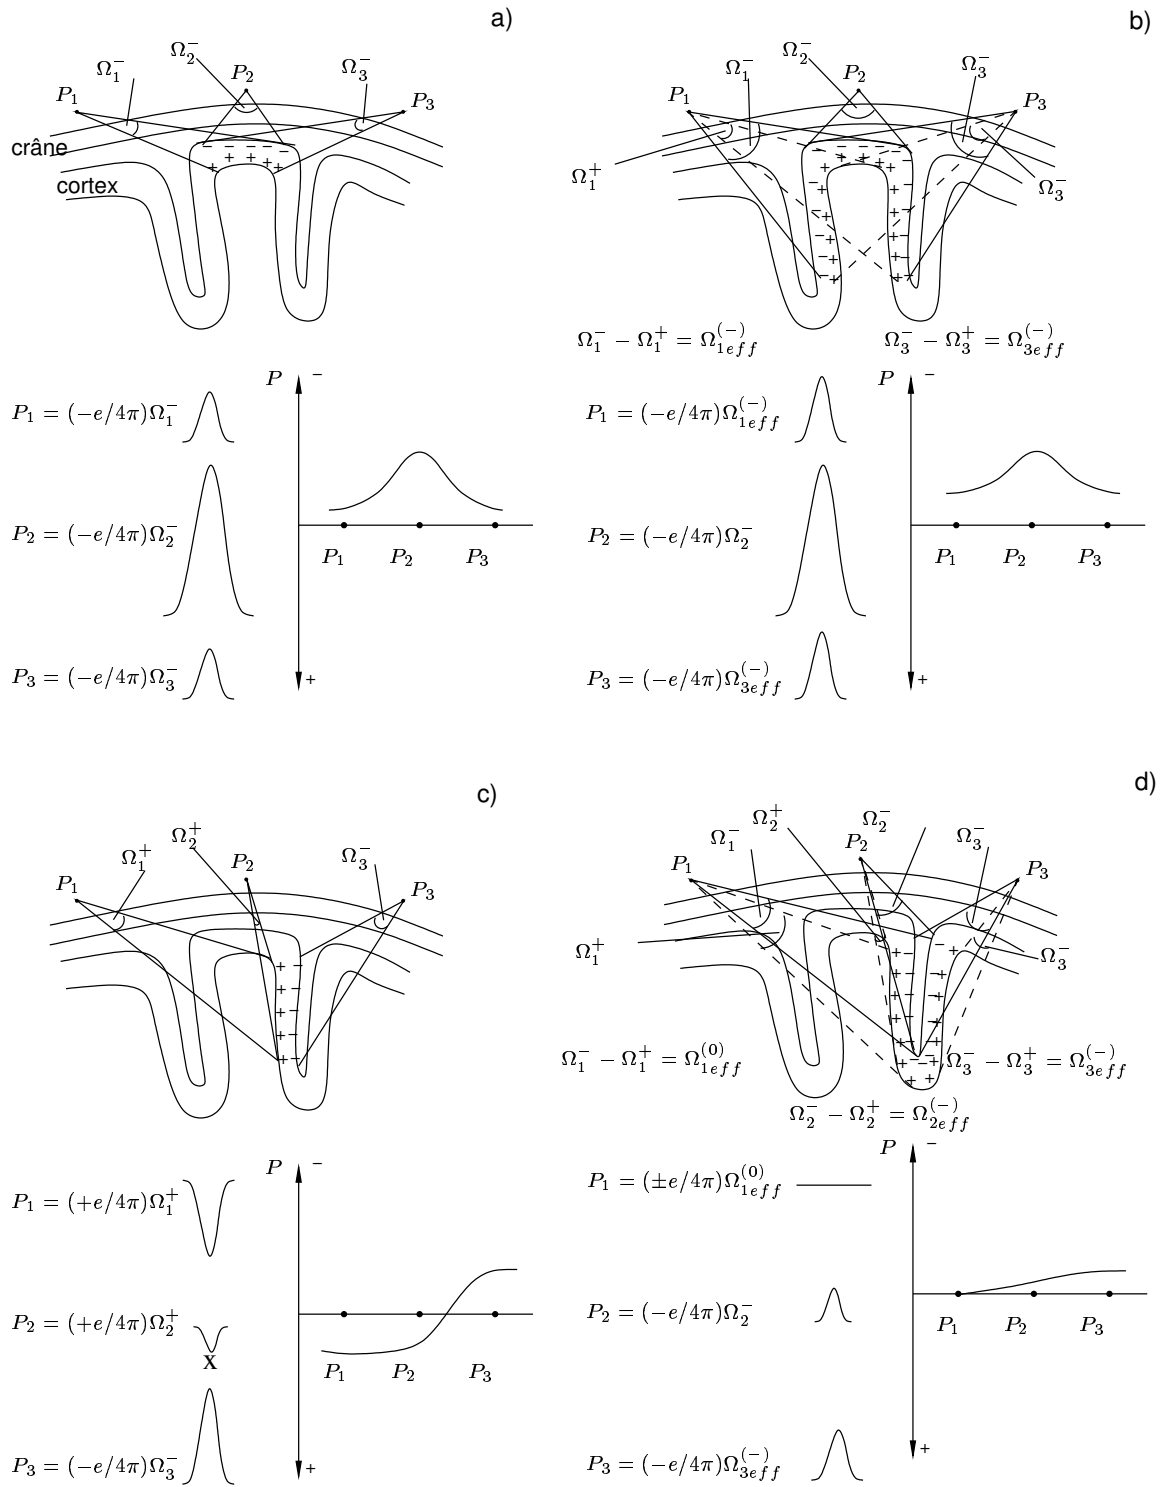 a)
Ω₁⁻
Ω₂⁻
P₂
Ω₃⁻
P₁
P₃
crâne
cortex
P₁ = (−e/4π)Ω₁⁻
P₂ = (−e/4π)Ω₂⁻
P₃ = (−e/4π)Ω₃⁻
P −
P₁ P₂ P₃
+
b)
Ω₁⁻
Ω₂⁻
P₂
Ω₃⁻
P₁
P₃
Ω₁⁺
Ω₃⁻
Ω₁⁻ − Ω₁⁺ = Ω₁eff⁽⁻⁾
Ω₃⁻ − Ω₃⁺ = Ω₃eff⁽⁻⁾
P₁ = (−e/4π)Ω₁eff⁽⁻⁾
P₂ = (−e/4π)Ω₂⁻
P₃ = (−e/4π)Ω₃eff⁽⁻⁾
P −
P₁ P₂ P₃
+
c)
Ω₁⁺
Ω₂⁺
P₂
Ω₃⁻
P₁
P₃
P₁ = (+e/4π)Ω₁⁺
P₂ = (+e/4π)Ω₂⁺
X
P₃ = (−e/4π)Ω₃⁻
P −
P₁ P₂ P₃
+
d)
Ω₁⁻
Ω₂⁺
Ω₂⁻
P₂
Ω₃⁻
P₁
P₃
Ω₁⁺
Ω₃⁻
Ω₁⁻ − Ω₁⁺ = Ω₁eff⁽⁰⁾
Ω₃⁻ − Ω₃⁺ = Ω₃eff⁽⁻⁾
Ω₂⁻ − Ω₂⁺ = Ω₂eff⁽⁻⁾
P₁ = (±e/4π)Ω₁eff⁽⁰⁾
P₂ = (−e/4π)Ω₂⁻
P₃ = (−e/4π)Ω₃eff⁽⁻⁾
P −
P₁ P₂ P₃
+